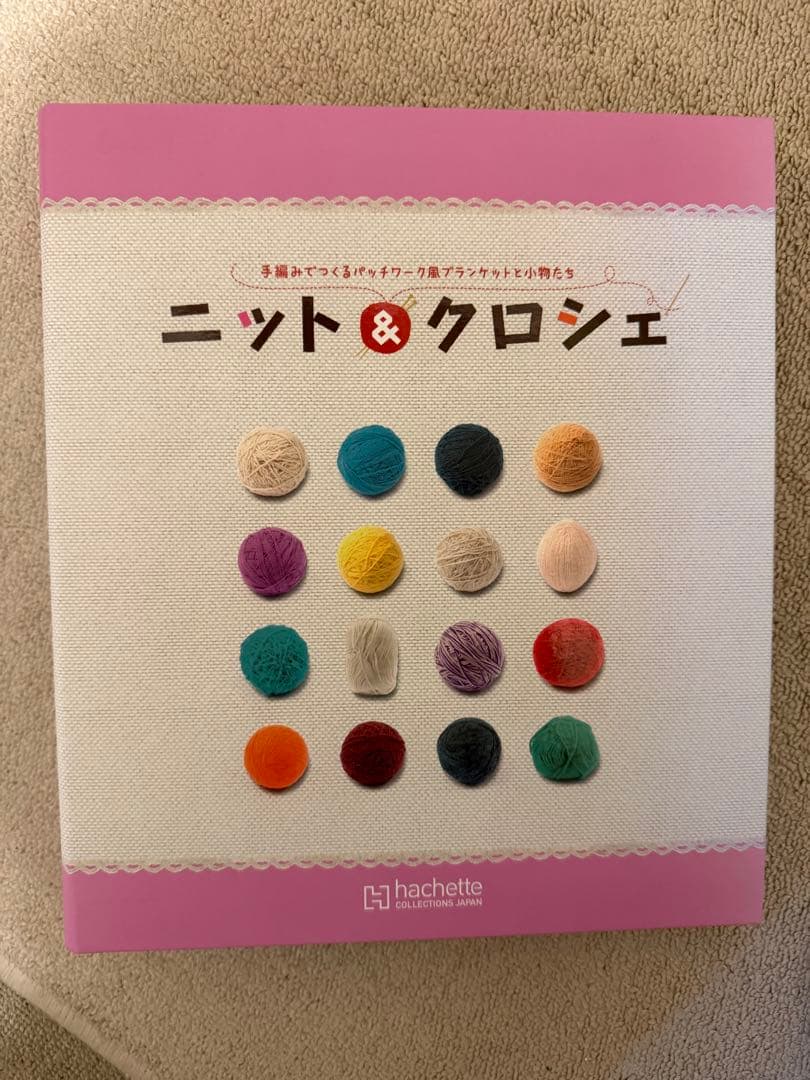 手編みでつくるパッチワーク風ブランケットと小物たち
ニット&クロシェ
hachette
COLLECTIONS JAPAN